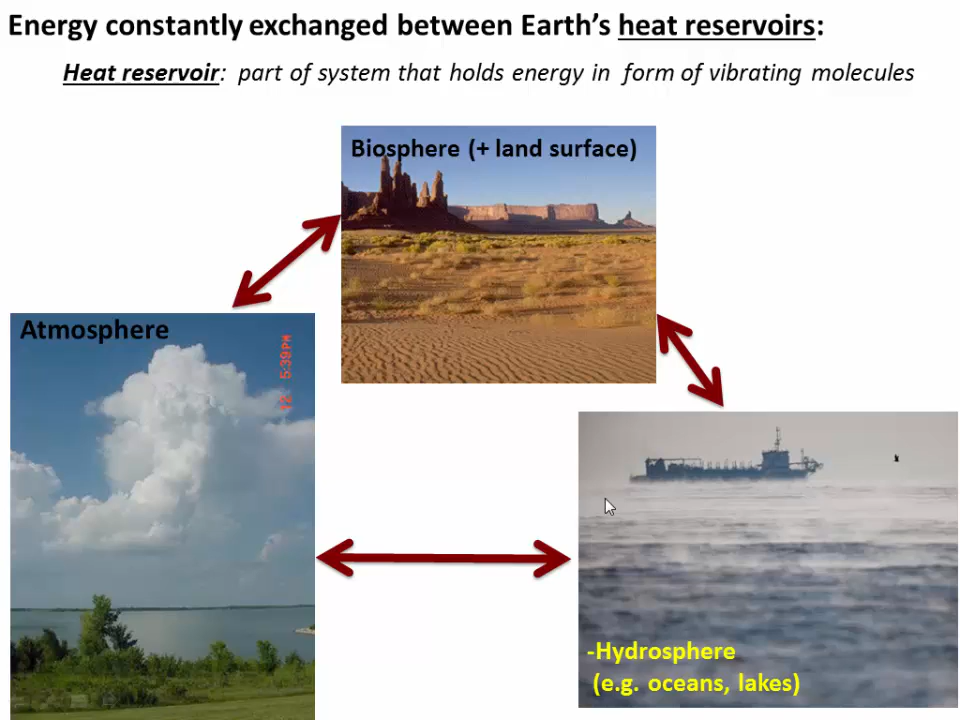 Energy constantly exchanged between Earth's heat reservoirs:
Heat reservoir: part of system that holds energy in form of vibrating molecules
Biosphere (+ land surface)
Atmosphere
5:39PM
-Hydrosphere
(e.g. oceans, lakes)